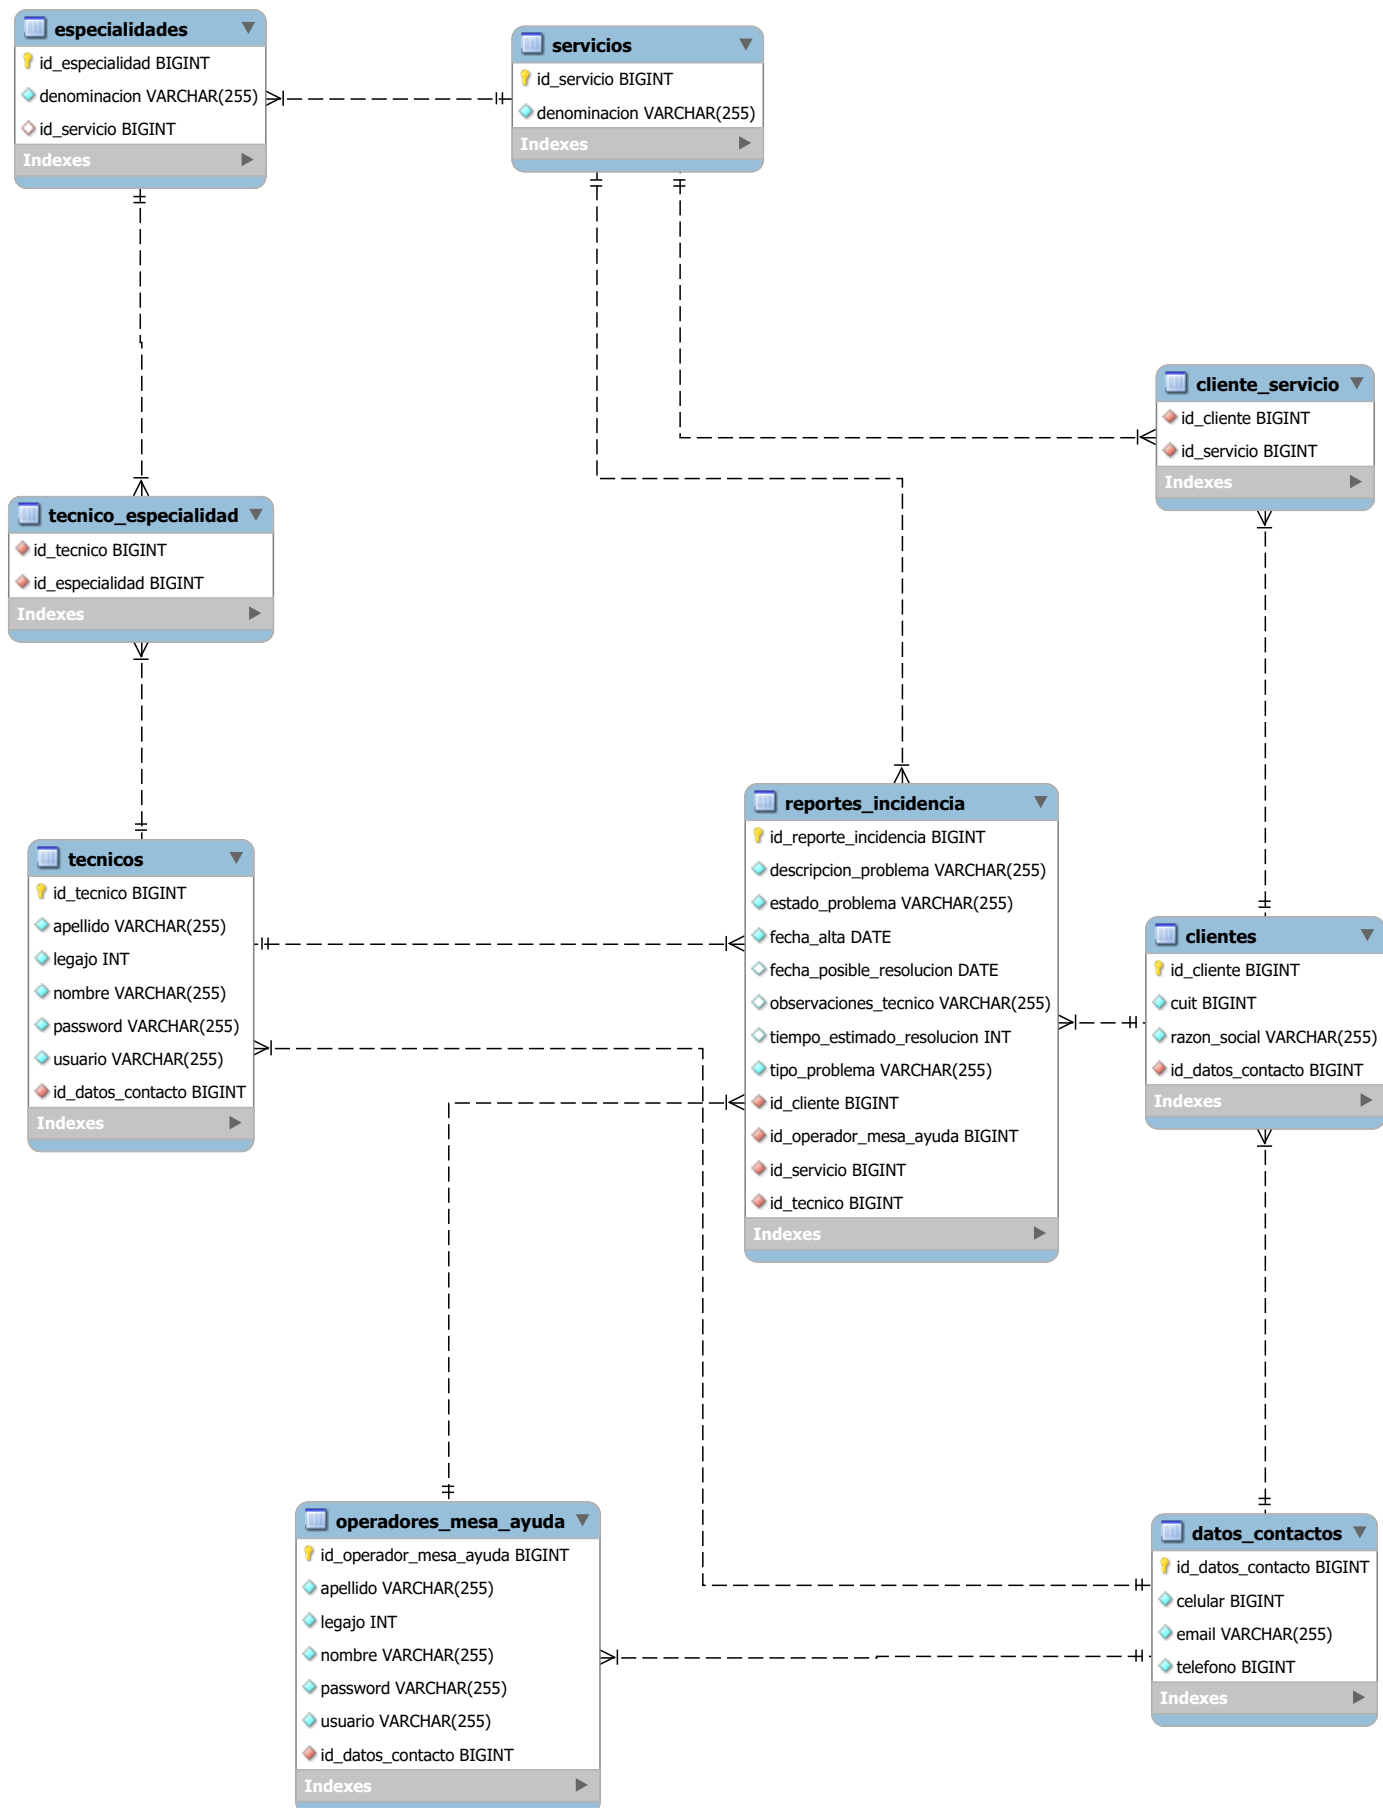 especialidades
id_especialidad BIGINT
denominacion VARCHAR(255)
id_servicio BIGINT
Indexes
servicios
id_servicio BIGINT
denominacion VARCHAR(255)
Indexes
cliente_servicio
id_cliente BIGINT
id_servicio BIGINT
Indexes
tecnico_especialidad
id_tecnico BIGINT
id_especialidad BIGINT
Indexes
tecnicos
id_tecnico BIGINT
apellido VARCHAR(255)
legajo INT
nombre VARCHAR(255)
password VARCHAR(255)
usuario VARCHAR(255)
id_datos_contacto BIGINT
Indexes
reportes_incidencia
id_reporte_incidencia BIGINT
descripcion_problema VARCHAR(255)
estado_problema VARCHAR(255)
fecha_alta DATE
fecha_posible_resolucion DATE
observaciones_tecnico VARCHAR(255)
tiempo_estimado_resolucion INT
tipo_problema VARCHAR(255)
id_cliente BIGINT
id_operador_mesa_ayuda BIGINT
id_servicio BIGINT
id_tecnico BIGINT
Indexes
clientes
id_cliente BIGINT
cuit BIGINT
razon_social VARCHAR(255)
id_datos_contacto BIGINT
Indexes
operadores_mesa_ayuda
id_operador_mesa_ayuda BIGINT
apellido VARCHAR(255)
legajo INT
nombre VARCHAR(255)
password VARCHAR(255)
usuario VARCHAR(255)
id_datos_contacto BIGINT
Indexes
datos_contactos
id_datos_contacto BIGINT
celular BIGINT
email VARCHAR(255)
telefono BIGINT
Indexes